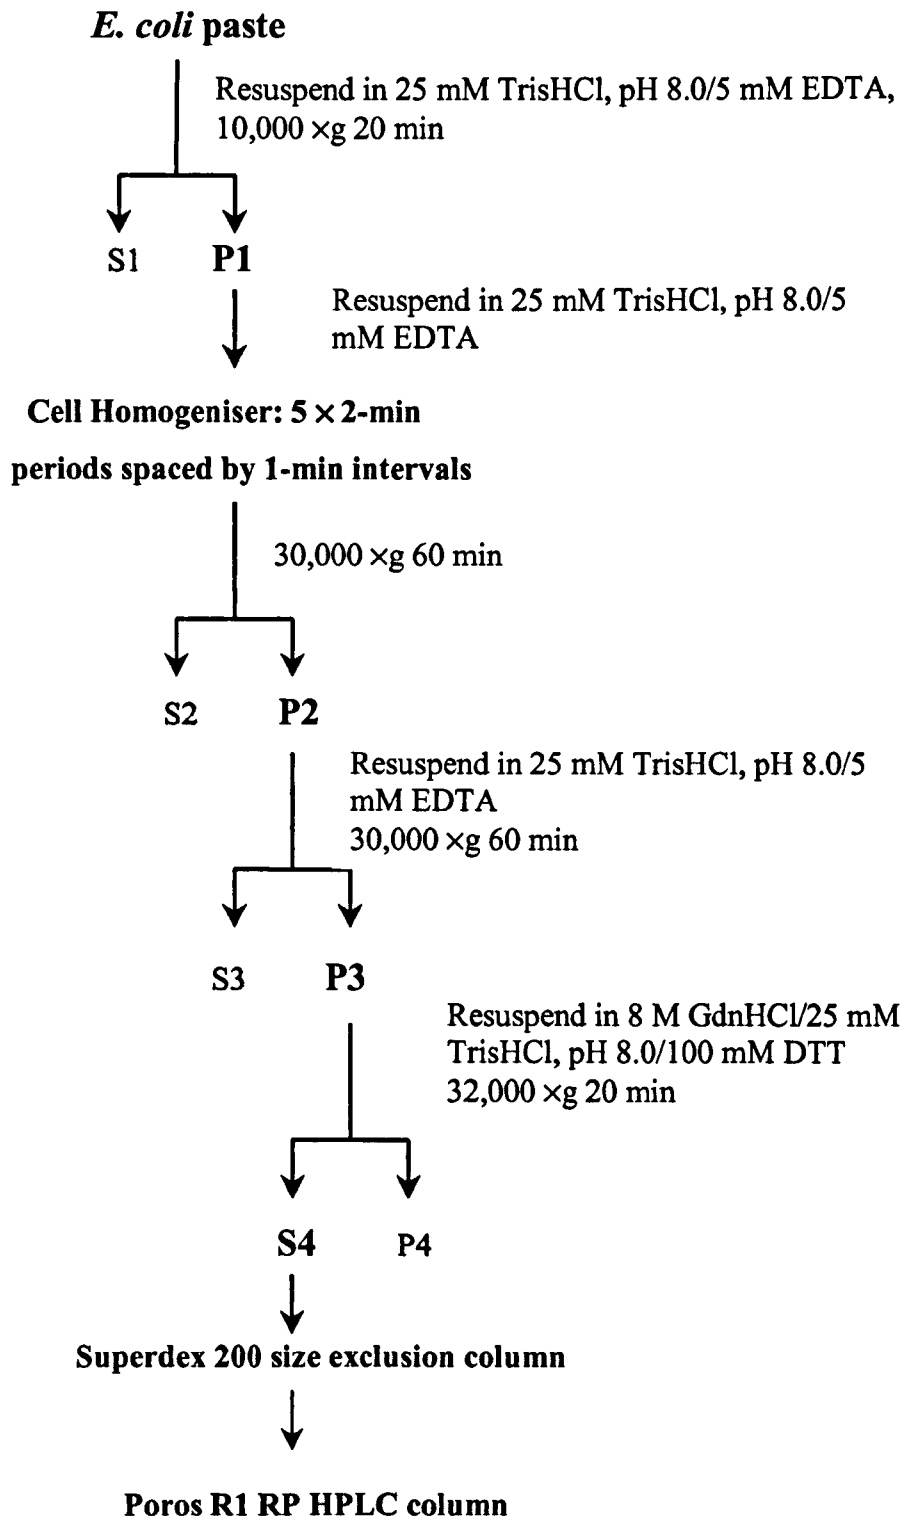 E. coli paste
Resuspend in 25 mM TrisHCl, pH 8.0/5 mM EDTA,
10,000 ×g 20 min
S1 P1
Resuspend in 25 mM TrisHCl, pH 8.0/5
mM EDTA
Cell Homogeniser: 5 × 2-min
periods spaced by 1-min intervals
30,000 ×g 60 min
S2 P2
Resuspend in 25 mM TrisHCl, pH 8.0/5
mM EDTA
30,000 ×g 60 min
S3 P3
Resuspend in 8 M GdnHCl/25 mM
TrisHCl, pH 8.0/100 mM DTT
32,000 ×g 20 min
S4 P4
Superdex 200 size exclusion column
Poros R1 RP HPLC column